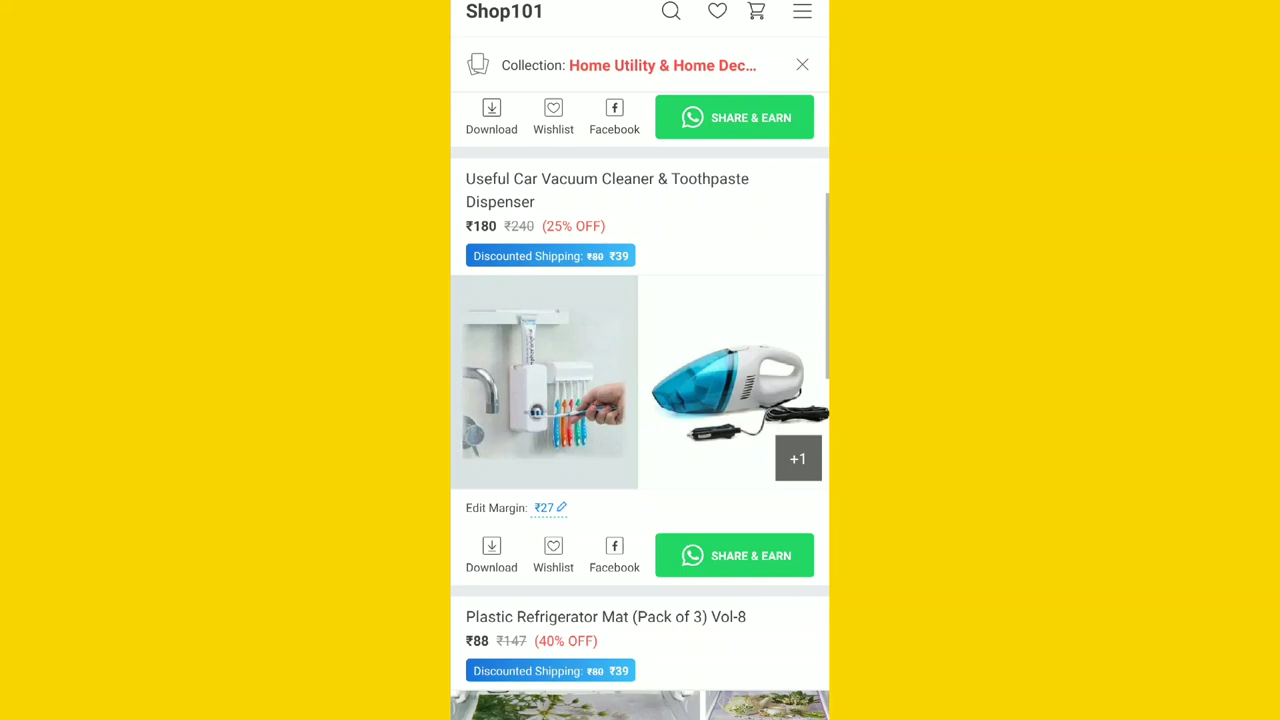 Shop101
Collection: Home Utility & Home Dec...
Download
Wishlist
Facebook
SHARE & EARN
Useful Car Vacuum Cleaner & Toothpaste
Dispenser
₹180 ₹240 (25% OFF)
Discounted Shipping: ₹80 ₹39
+1
Edit Margin: ₹27
Download
Wishlist
Facebook
SHARE & EARN
Plastic Refrigerator Mat (Pack of 3) Vol-8
₹88 ₹147 (40% OFF)
Discounted Shipping: ₹80 ₹39